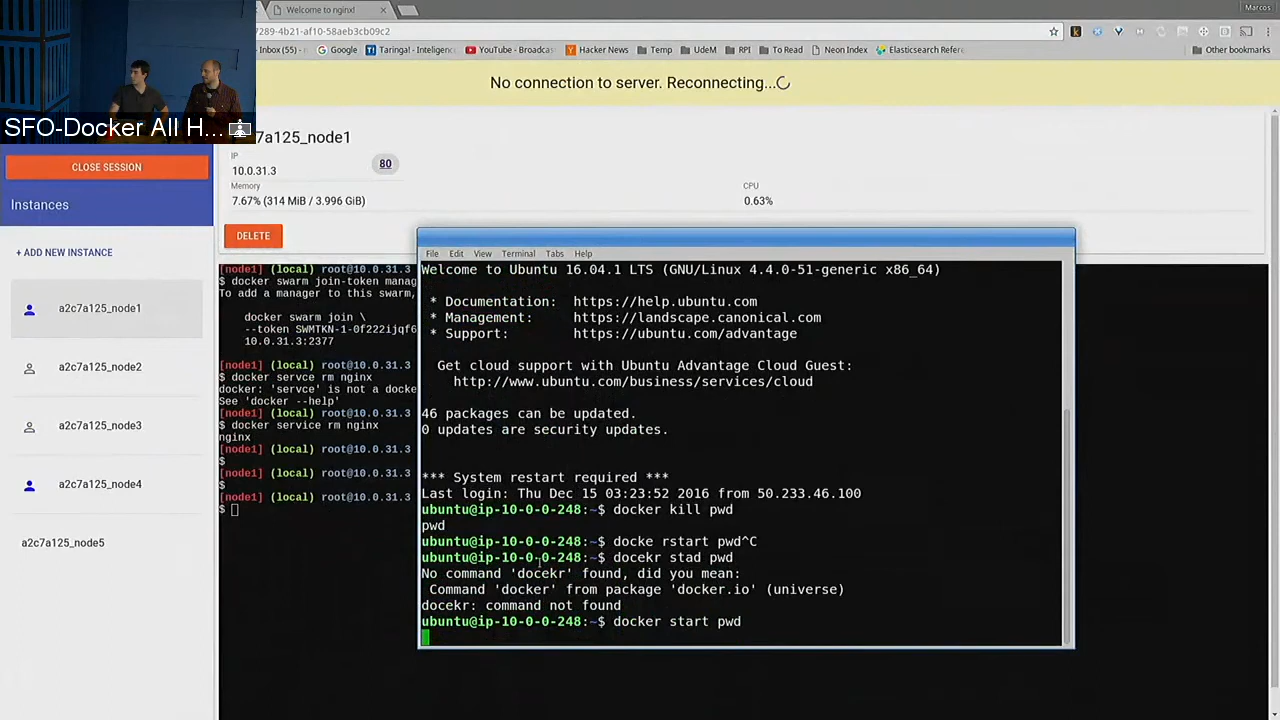 Welcome to nginx!
Marcos
7289-4b21-af10-58aeb3cb09c2
Inbox (55)
Google
Taringa! - Inteligen
YouTube - Broadcas
Hacker News
Temp
UdeM
RPI
To Read
Neon Index
Elasticsearch Refere
Other bookmarks
No connection to server. Reconnecting...
SFO-Docker All H...
c7a125_node1
IP
10.0.31.3
80
Memory
7.67% (314 MiB / 3.996 GiB)
CPU
0.63%
DELETE
CLOSE SESSION
Instances
+ ADD NEW INSTANCE
a2c7a125_node1
a2c7a125_node2
a2c7a125_node3
a2c7a125_node4
a2c7a125_node5
[node1] (local) root@10.0.31.3
$ docker swarm join-token manag
To add a manager to this swarm,
docker swarm join \
--token SWMTKN-1-0f222ijqf6
10.0.31.3:2377
[node1] (local) root@10.0.31.3
$ docker servce rm nginx
docker: 'servce' is not a docke
See 'docker --help'
[node1] (local) root@10.0.31.3
$ docker service rm nginx
nginx
[node1] (local) root@10.0.31.3
$
[node1] (local) root@10.0.31.3
$
[node1] (local) root@10.0.31.3
$
File Edit View Terminal Tabs Help
Welcome to Ubuntu 16.04.1 LTS (GNU/Linux 4.4.0-51-generic x86_64)
* Documentation: https://help.ubuntu.com
* Management: https://landscape.canonical.com
* Support: https://ubuntu.com/advantage
Get cloud support with Ubuntu Advantage Cloud Guest:
http://www.ubuntu.com/business/services/cloud
46 packages can be updated.
0 updates are security updates.
*** System restart required ***
Last login: Thu Dec 15 03:23:52 2016 from 50.233.46.100
ubuntu@ip-10-0-0-248:~$ docker kill pwd
pwd
ubuntu@ip-10-0-0-248:~$ docke rstart pwd^C
ubuntu@ip-10-0-0-248:~$ docekr stad pwd
No command 'docekr' found, did you mean:
Command 'docker' from package 'docker.io' (universe)
docekr: command not found
ubuntu@ip-10-0-0-248:~$ docker start pwd